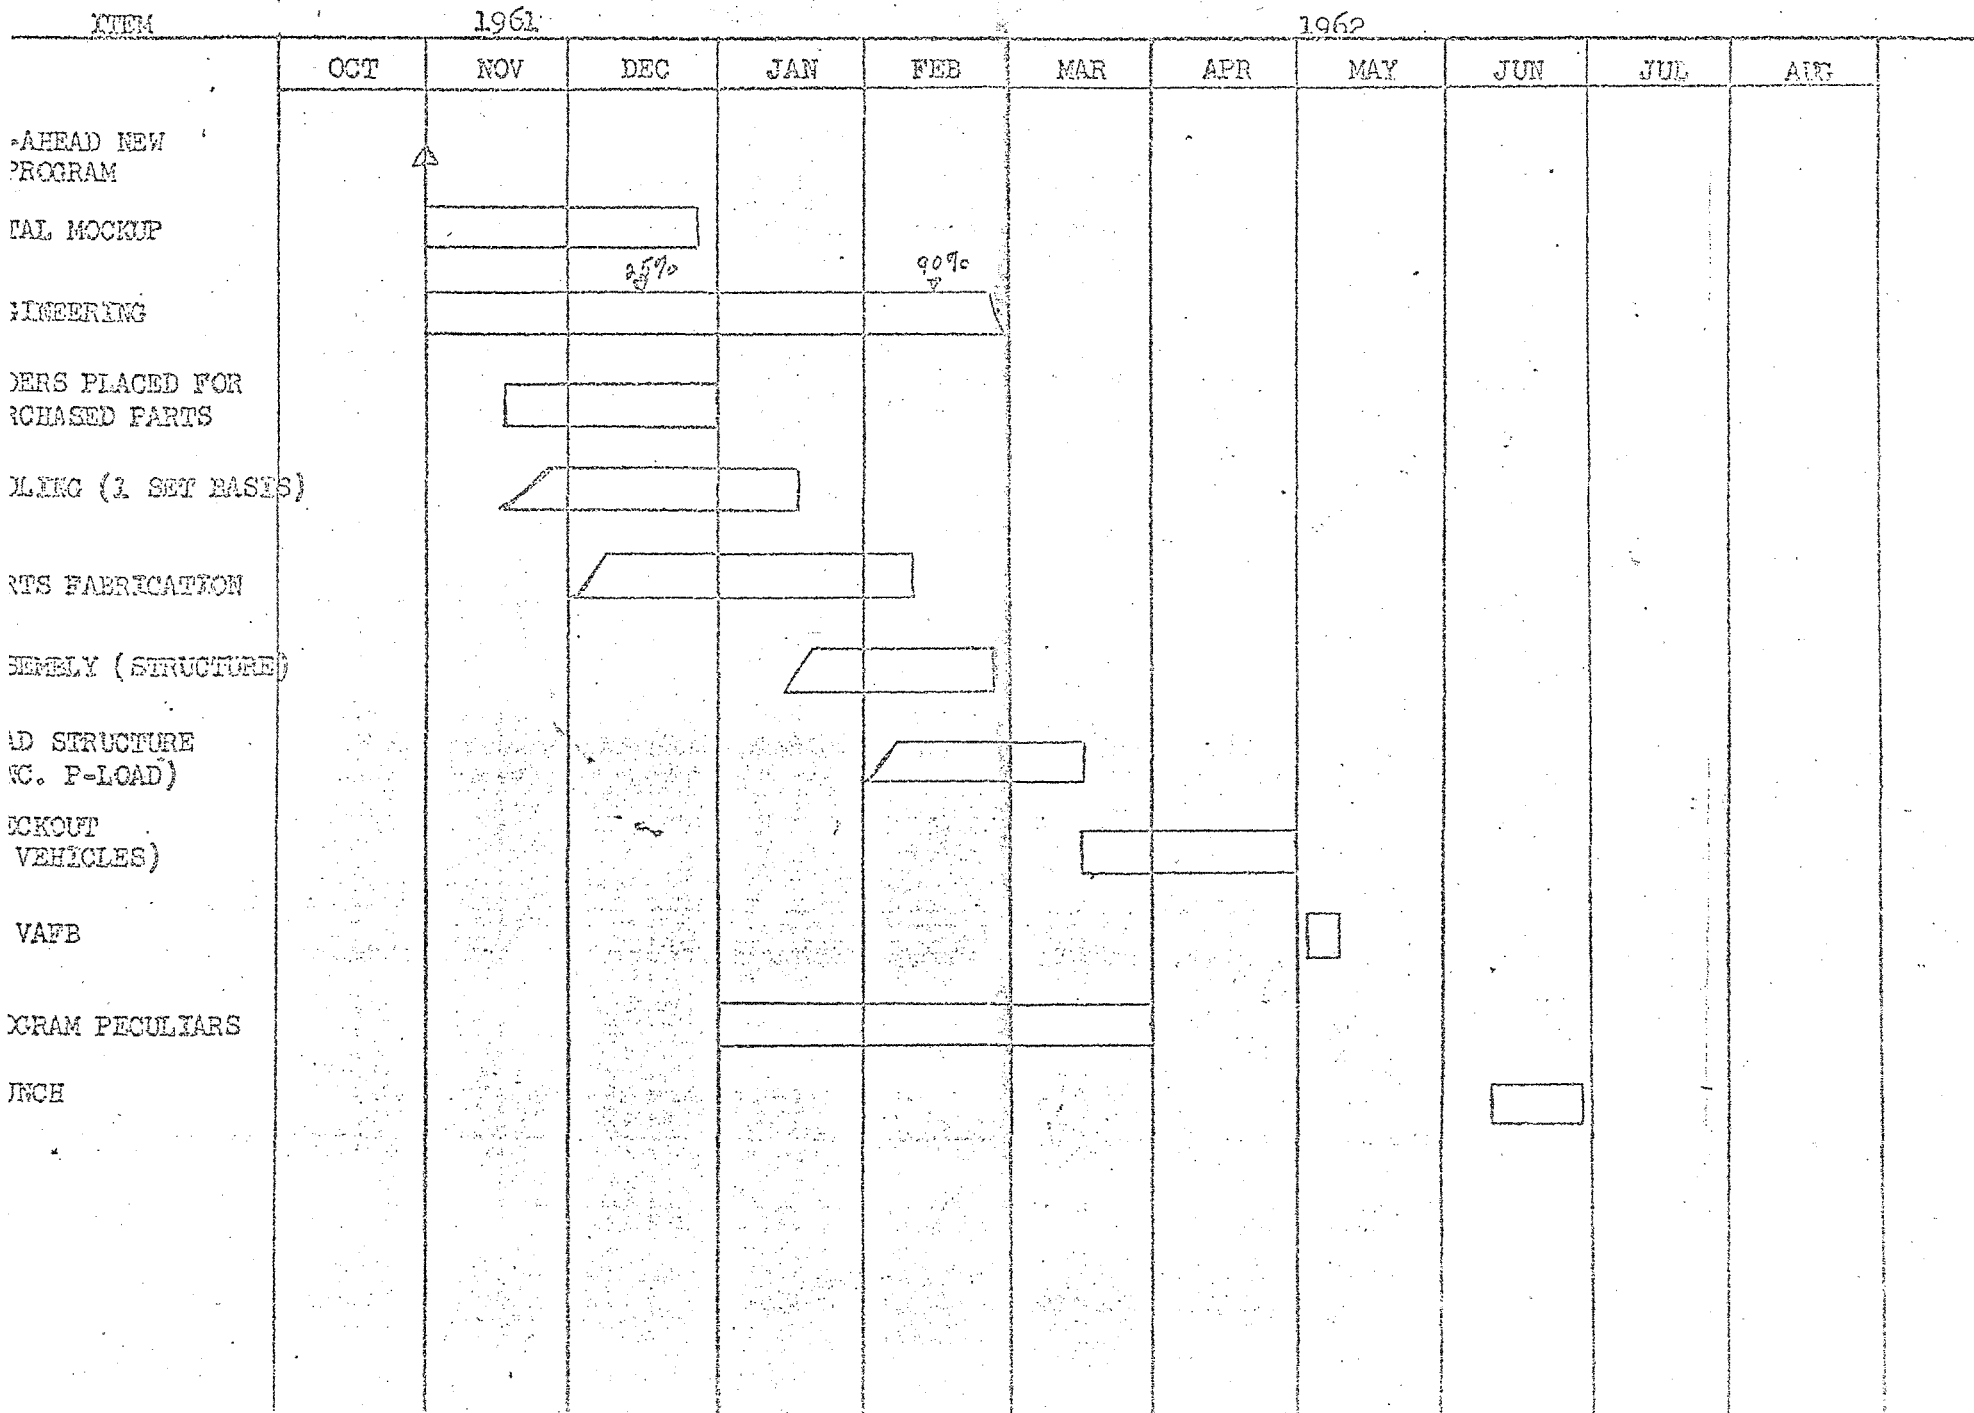 ITEM 1961 1962
OCT NOV DEC JAN FEB MAR APR MAY JUN JUL AUG
-AHEAD NEW
PROGRAM
TAL MOCKUP
25% 90%
GINEERING
DERS PLACED FOR
RCHASED PARTS
OLING (1 SET BASIS)
RTS FABRICATION
SEMBLY (STRUCTURE)
AD STRUCTURE
NC. P-LOAD)
ECKOUT
VEHICLES)
VAFB
OGRAM PECULIARS
UNCH